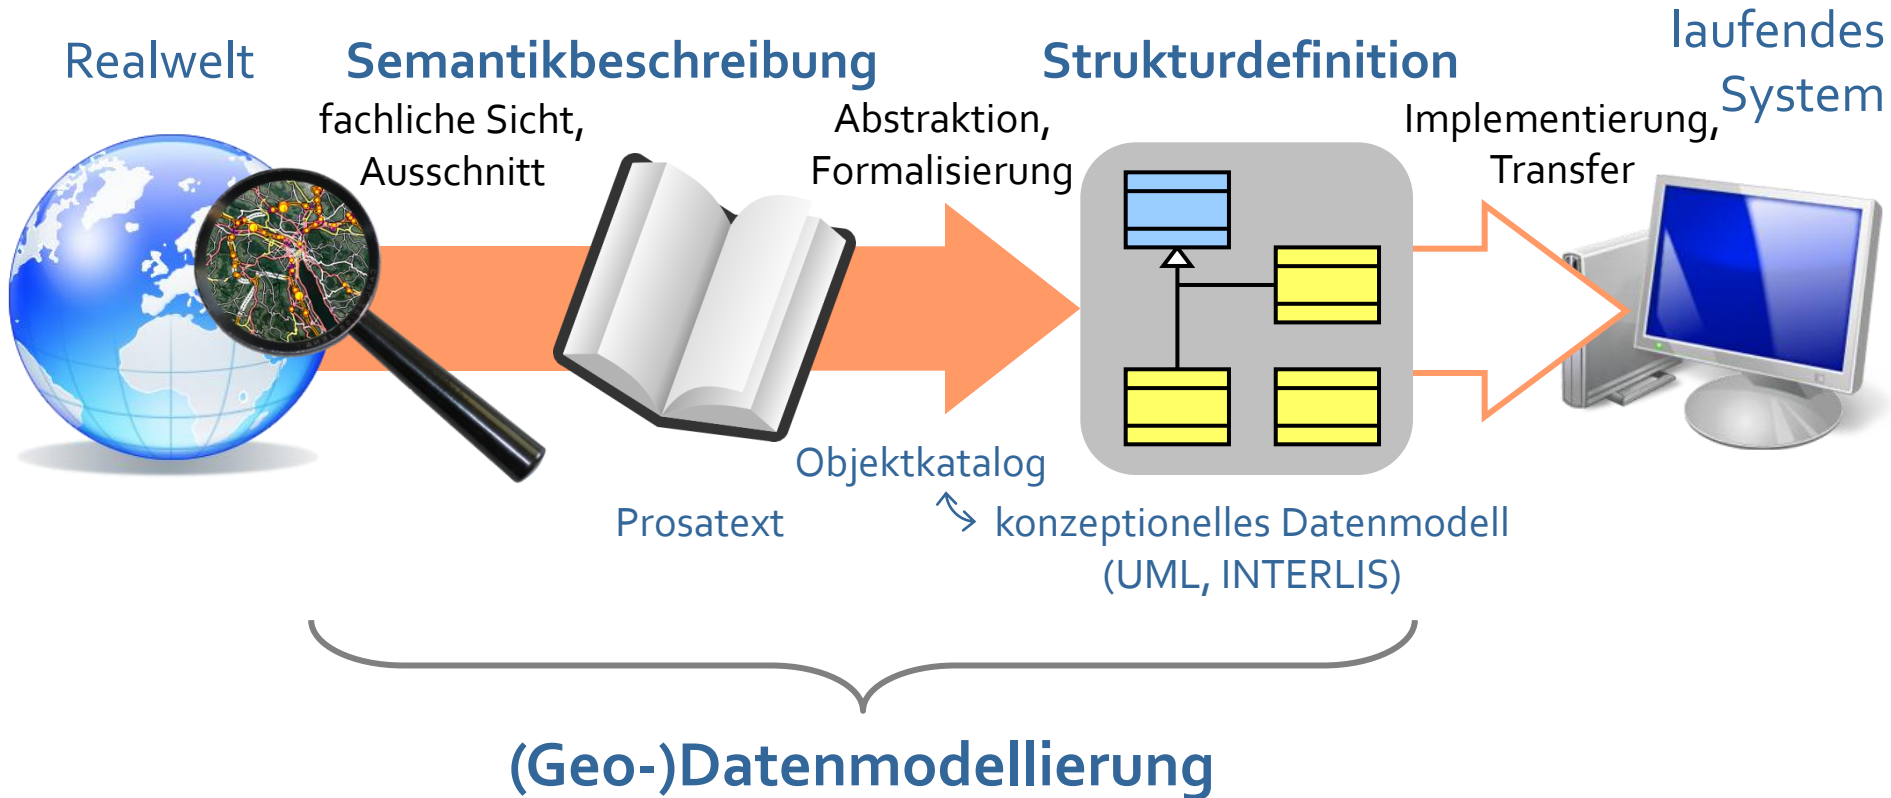 Realwelt
Semantikbeschreibung
Strukturdefinition
laufendes
System
fachliche Sicht,
Ausschnitt
Abstraktion,
Formalisierung
Implementierung,
Transfer
Objektkatalog
Prosatext
konzeptionelles Datenmodell
(UML, INTERLIS)
(Geo-)Datenmodellierung